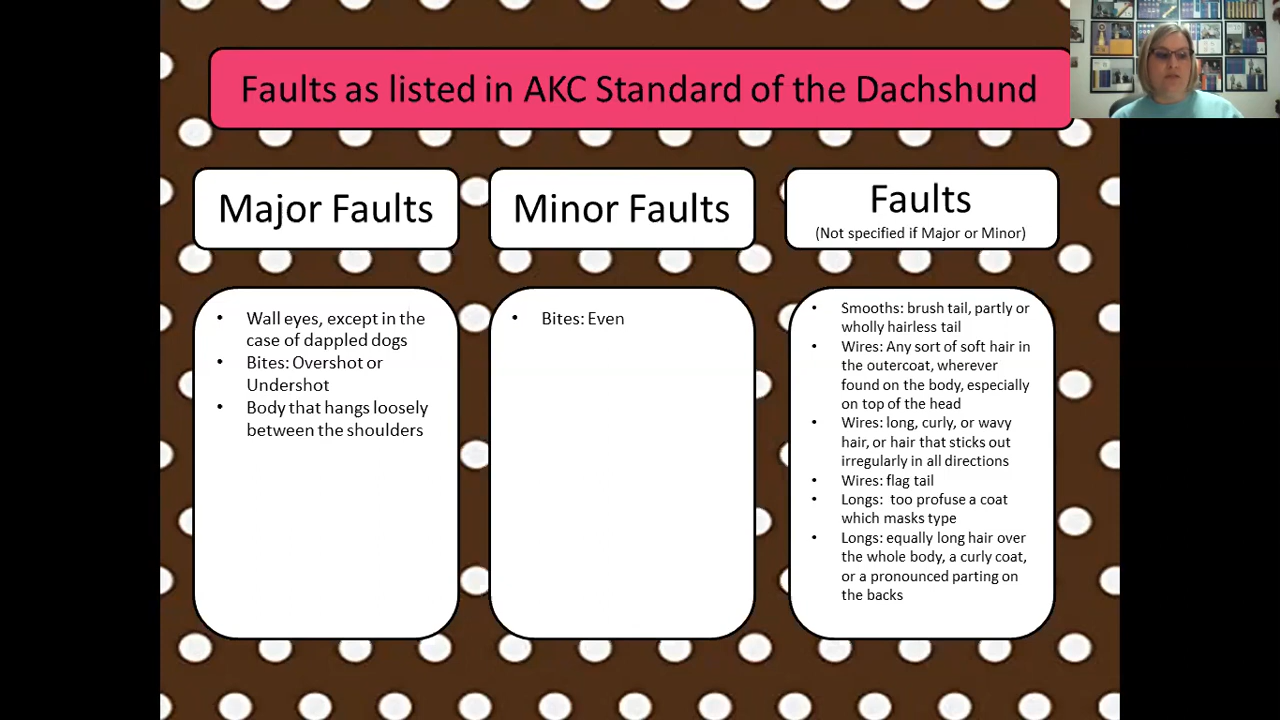 Faults as listed in AKC Standard of the Dachshund
Major Faults
Minor Faults
Faults
(Not specified if Major or Minor)
• Wall eyes, except in the
case of dappled dogs
• Bites: Overshot or
Undershot
• Body that hangs loosely
between the shoulders
• Bites: Even
• Smooths: brush tail, partly or
wholly hairless tail
• Wires: Any sort of soft hair in
the outercoat, wherever
found on the body, especially
on top of the head
• Wires: long, curly, or wavy
hair, or hair that sticks out
irregularly in all directions
• Wires: flag tail
• Longs: too profuse a coat
which masks type
• Longs: equally long hair over
the whole body, a curly coat,
or a pronounced parting on
the backs